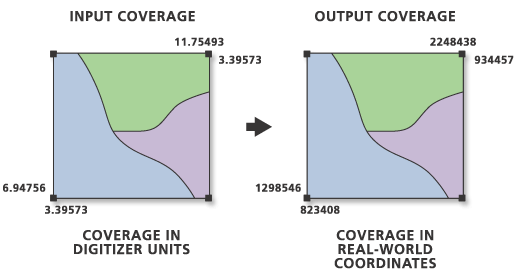 INPUT COVERAGE
OUTPUT COVERAGE
11.75493
3.39573
2248438
934457
6.94756
3.39573
1298546
823408
COVERAGE IN
DIGITIZER UNITS
COVERAGE IN
REAL-WORLD
COORDINATES